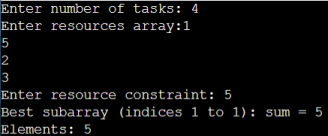 Enter number of tasks: 4
Enter resources array:1
5
2
3
Enter resource constraint: 5
Best subarray (indices 1 to 1): sum = 5
Elements: 5